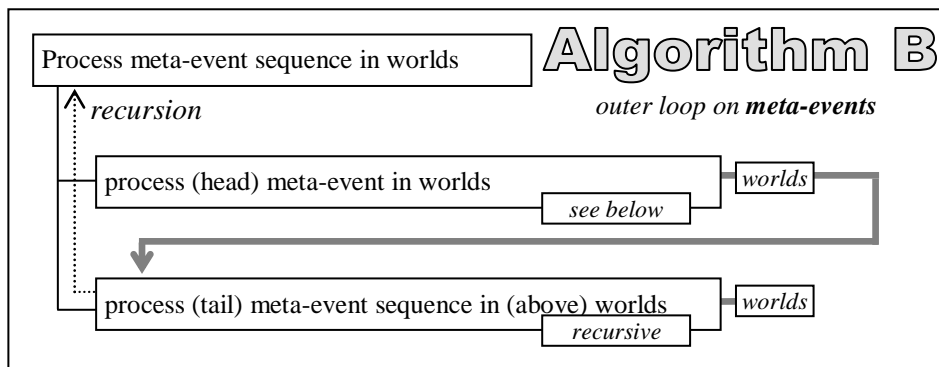 Algorithm B
Process meta-event sequence in worlds
outer loop on meta-events
recursion
process (head) meta-event in worlds
worlds
see below
process (tail) meta-event sequence in (above) worlds
worlds
recursive